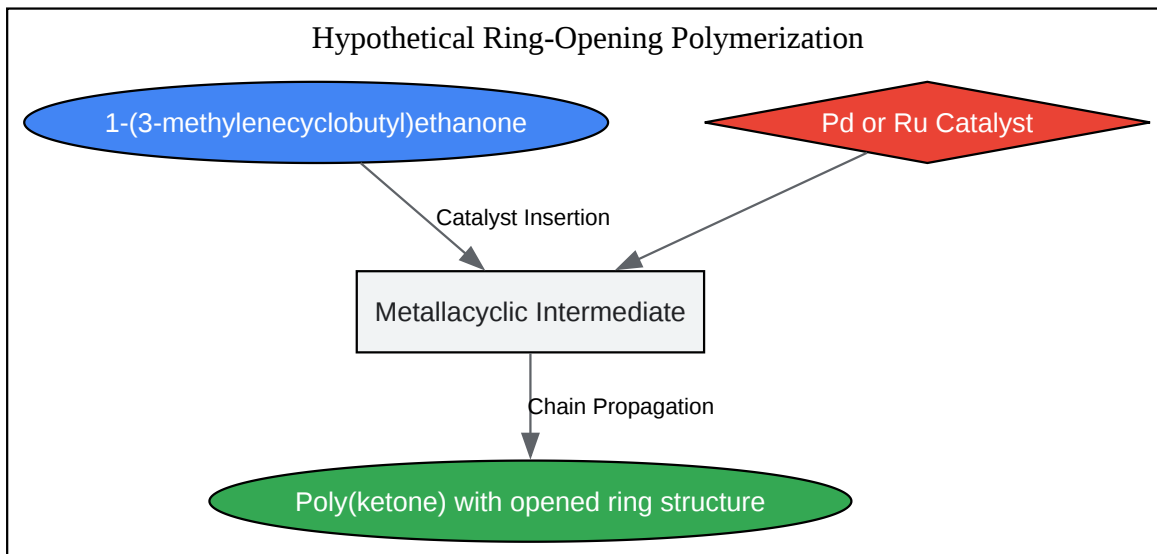 Hypothetical Ring-Opening Polymerization
1-(3-methylenecyclobutyl)ethanone
Pd or Ru Catalyst
Catalyst Insertion
Metallacyclic Intermediate
Chain Propagation
Poly(ketone) with opened ring structure